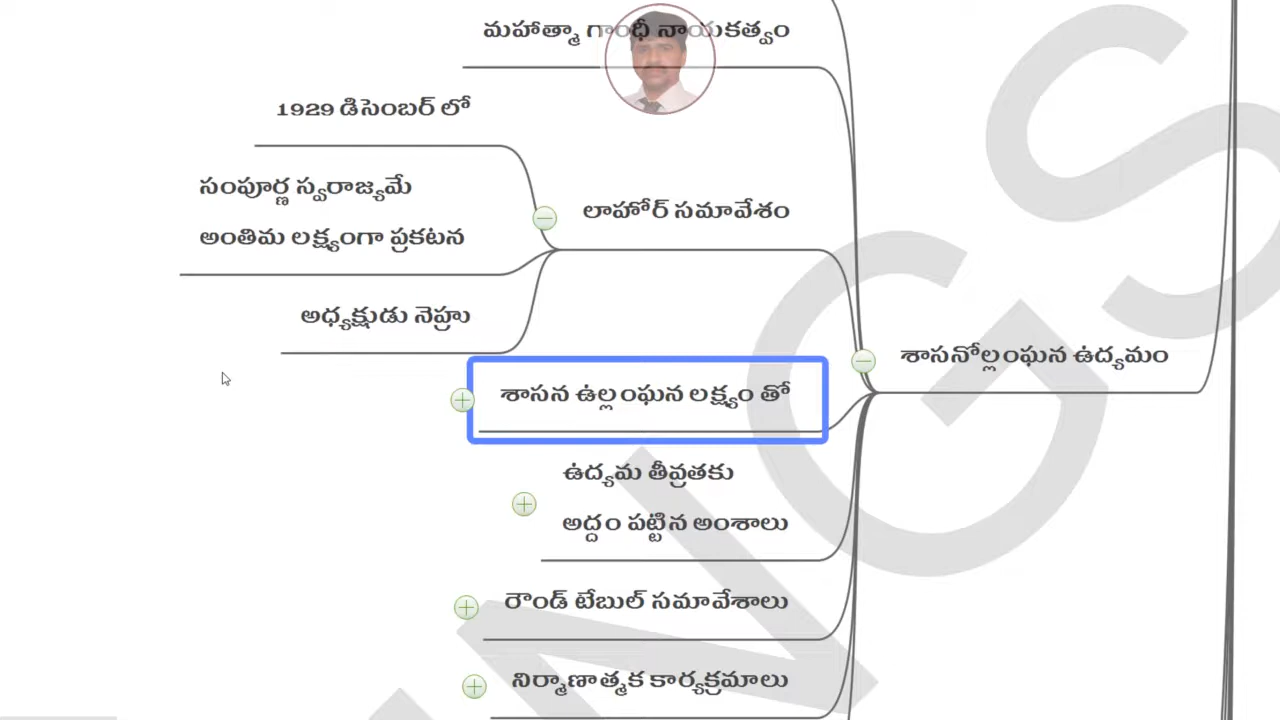 మహాత్మా గాంధీ నాయకత్వం
1929 డిసెంబర్ లో
సంపూర్ణ స్వరాజ్యమే
అంతిమ లక్ష్యంగా ప్రకటన
లాహోర్ సమావేశం
అధ్యక్షుడు నెహ్రు
శాసనోల్లంఘన ఉద్యమం
శాసన ఉల్లంఘన లక్ష్యం తో
ఉద్యమ తీవ్రతకు
అద్దం పట్టిన అంశాలు
రౌండ్ టేబుల్ సమావేశాలు
నిర్మాణాత్మక కార్యక్రమాలు